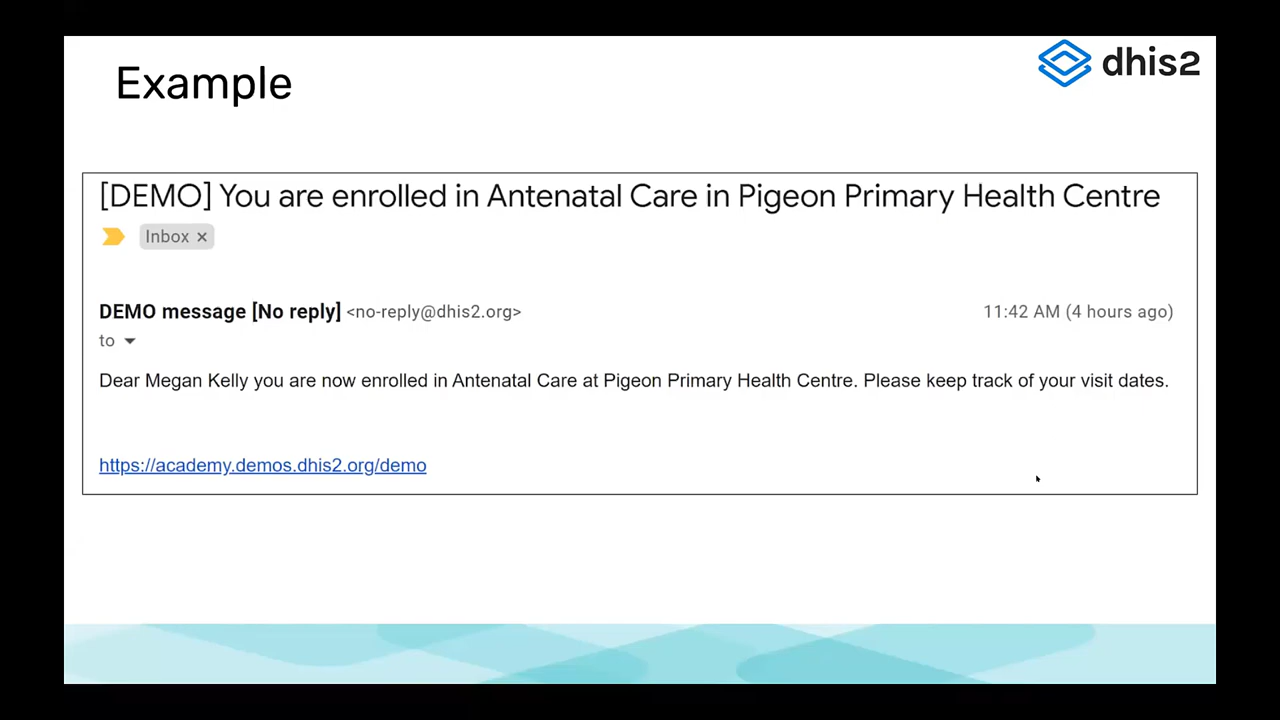 dhis2
Example
[DEMO] You are enrolled in Antenatal Care in Pigeon Primary Health Centre
Inbox ×
DEMO message [No reply] <no-reply@dhis2.org> 11:42 AM (4 hours ago)
to
Dear Megan Kelly you are now enrolled in Antenatal Care at Pigeon Primary Health Centre. Please keep track of your visit dates.
https://academy.demos.dhis2.org/demo